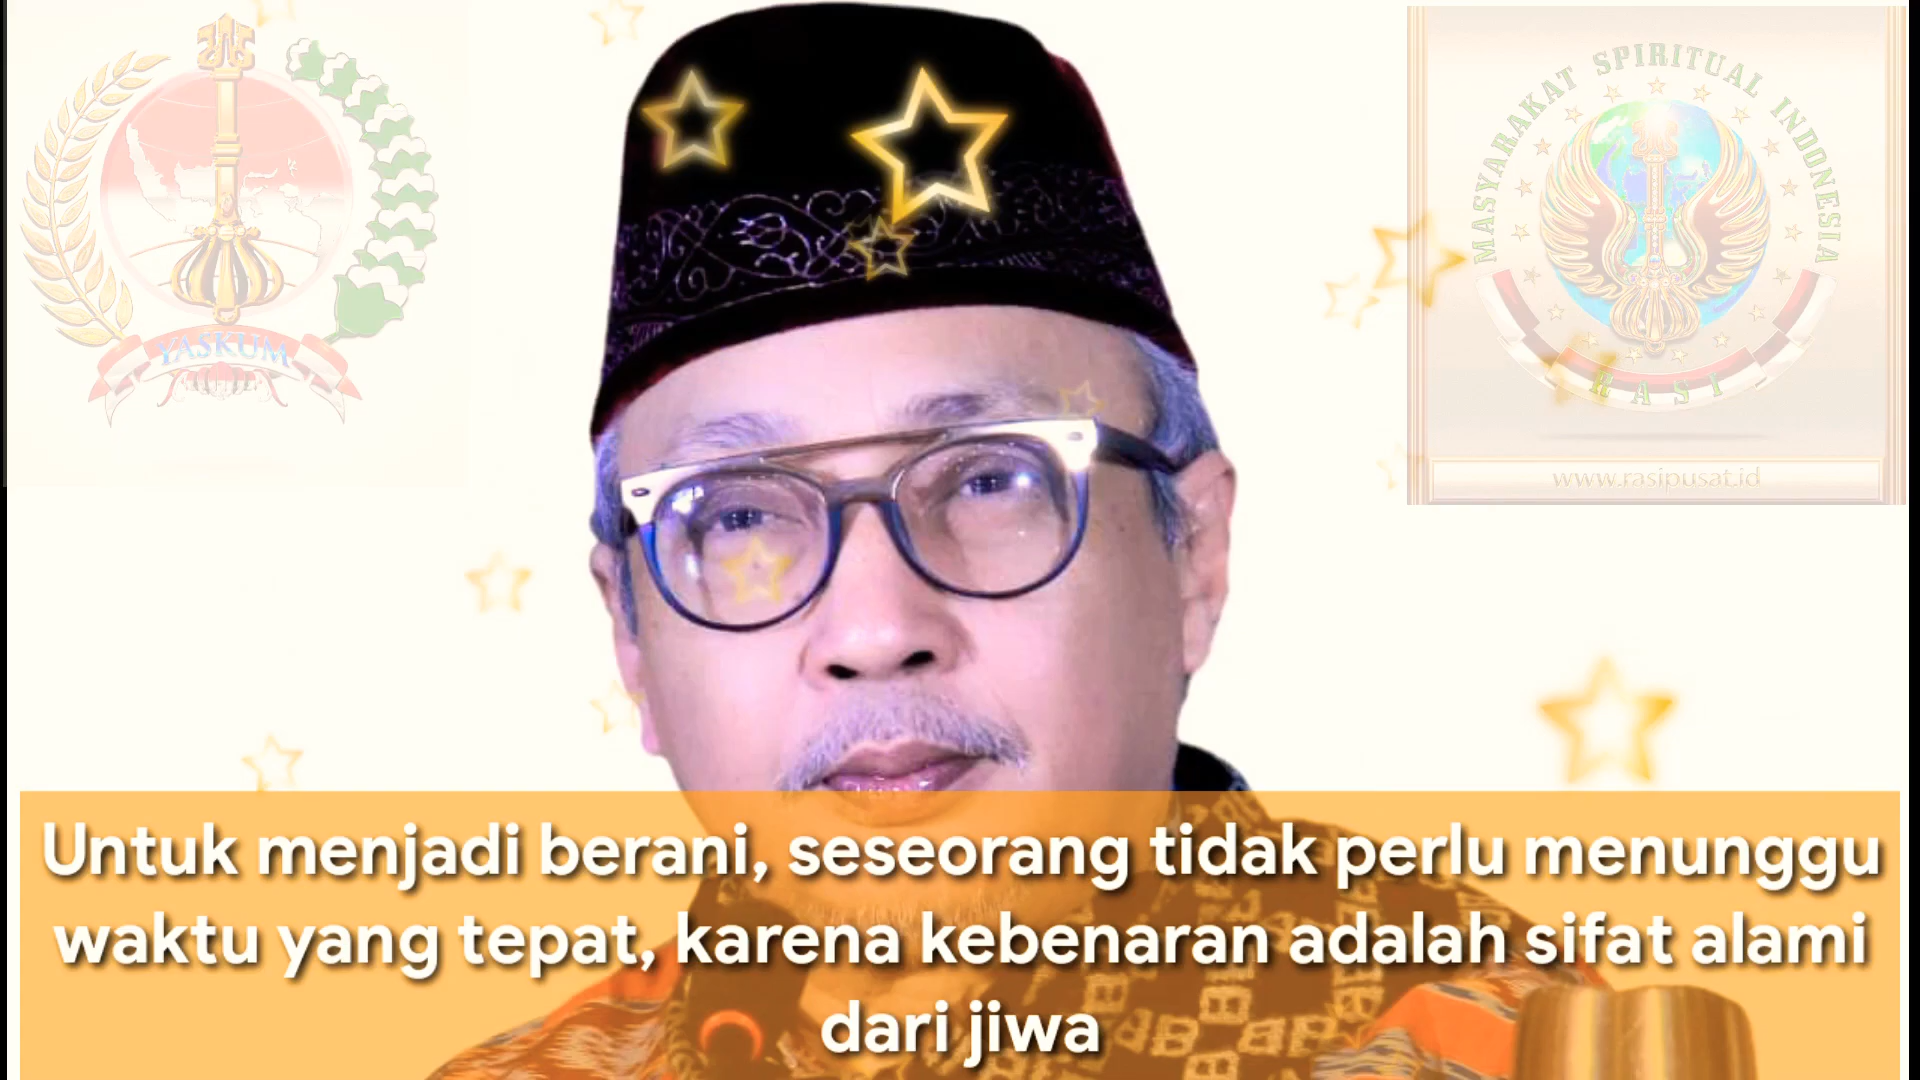 YASKUM
MASYARAKAT SPIRITUAL INDONESIA
RASI
www.rasipusat.id
Untuk menjadi berani, seseorang tidak perlu menunggu
waktu yang tepat, karena kebenaran adalah sifat alami
dari jiwa